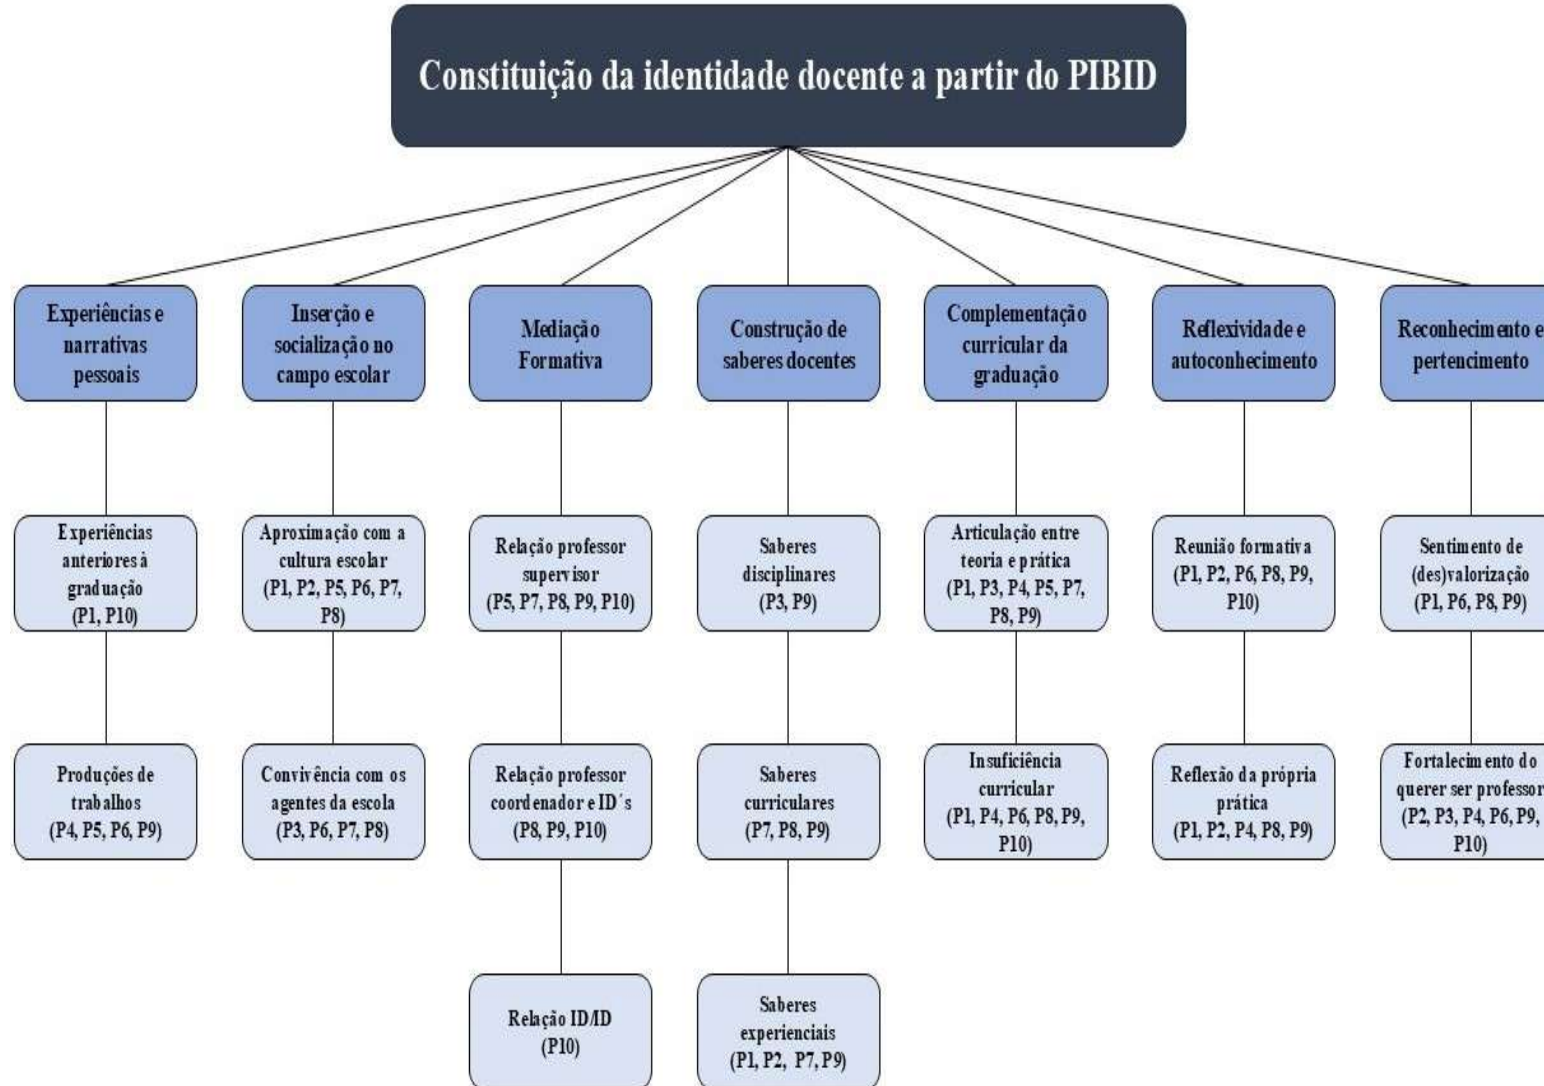 Constituição da identidade docente a partir do PIBID
Experiências e
narrativas
pessoais
Inserção e
socialização no
campo escolar
Mediação
Formativa
Construção de
saberes docentes
Complementação
curricular da
graduação
Reflexividade e
autoconhecimento
Reconhecimento e
pertencimento
Experiências
anteriores à
graduação
(P1, P10)
Aproximação com a
cultura escolar
(P1, P2, P5, P6, P7,
P8)
Relação professor
supervisor
(P5, P7, P8, P9, P10)
Saberes
disciplinares
(P3, P9)
Articulação entre
teoria e prática
(P1, P3, P4, P5, P7,
P8, P9)
Reunião formativa
(P1, P2, P6, P8, P9,
P10)
Sentimento de
(des)valorização
(P1, P6, P8, P9)
Produções de
trabalhos
(P4, P5, P6, P9)
Convivência com os
agentes da escola
(P3, P6, P7, P8)
Relação professor
coordenador e ID´s
(P8, P9, P10)
Saberes
curriculares
(P7, P8, P9)
Insuficiência
curricular
(P1, P4, P6, P8, P9,
P10)
Reflexão da própria
prática
(P1, P2, P4, P8, P9)
Fortalecimento do
querer ser professor
(P2, P3, P4, P6, P9,
P10)
Relação ID/ID
(P10)
Saberes
experienciais
(P1, P2, P7, P9)